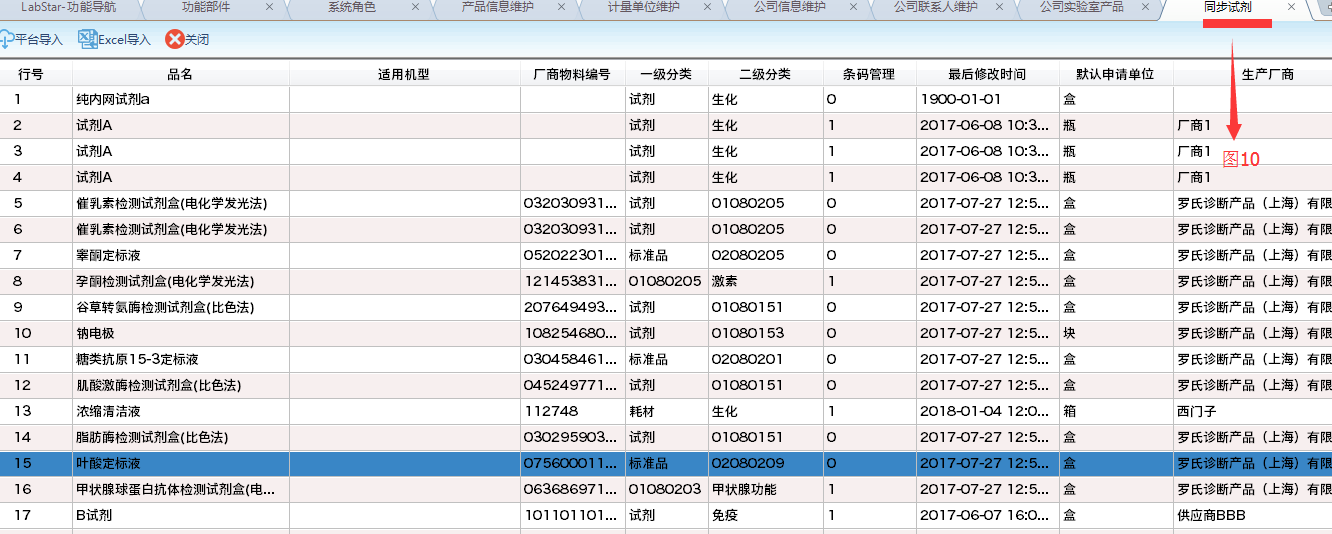 LabStar-功能导航 功能部件 系统角色 产品信息维护 计量单位维护 公司信息维护 公司联系人维护 公司实验室产品 同步试剂
平台导入 Excel导入 关闭
行号 品名 适用机型 厂商物料编号 一级分类 二级分类 条码管理 最后修改时间 默认申请单位 生产厂商
1 纯内网试剂a 试剂 生化 0 1900-01-01 盒
2 试剂A 试剂 生化 1 2017-06-08 10:3... 瓶 厂商1
3 试剂A 试剂 生化 1 2017-06-08 10:3... 瓶 厂商1
图10
4 试剂A 试剂 生化 1 2017-06-08 10:3... 瓶 厂商1
5 催乳素检测试剂盒(电化学发光法) 032030931... 试剂 01080205 0 2017-07-27 12:5... 盒 罗氏诊断产品（上海）有限
6 催乳素检测试剂盒(电化学发光法) 032030931... 试剂 01080205 0 2017-07-27 12:5... 盒 罗氏诊断产品（上海）有限
7 睾酮定标液 052022301... 标准品 02080205 0 2017-07-27 12:5... 盒 罗氏诊断产品（上海）有限
8 孕酮检测试剂盒(电化学发光法) 121453831... 01080205 激素 1 2017-07-27 12:5... 盒 罗氏诊断产品（上海）有限
9 谷草转氨酶检测试剂盒(比色法) 207649493... 试剂 01080151 0 2017-07-27 12:5... 盒 罗氏诊断产品（上海）有限
10 钠电极 108254680... 试剂 01080153 0 2017-07-27 12:5... 块 罗氏诊断产品（上海）有限
11 糖类抗原15-3定标液 030458461... 标准品 02080201 0 2017-07-27 12:5... 盒 罗氏诊断产品（上海）有限
12 肌酸激酶检测试剂盒(比色法) 045249771... 试剂 01080151 0 2017-07-27 12:5... 盒 罗氏诊断产品（上海）有限
13 浓缩清洁液 112748 耗材 生化 1 2018-01-04 12:0... 箱 西门子
14 脂肪酶检测试剂盒(比色法) 030295903... 试剂 01080151 0 2017-07-27 12:5... 盒 罗氏诊断产品（上海）有限
15 叶酸定标液 075600011... 标准品 02080209 0 2017-07-27 12:5... 盒 罗氏诊断产品（上海）有限
16 甲状腺球蛋白抗体检测试剂盒(电... 063686971... 01080203 甲状腺功能 1 2017-07-27 12:5... 盒 罗氏诊断产品（上海）有限
17 B试剂 101101101... 试剂 免疫 1 2017-06-07 16:0... 盒 供应商BBB